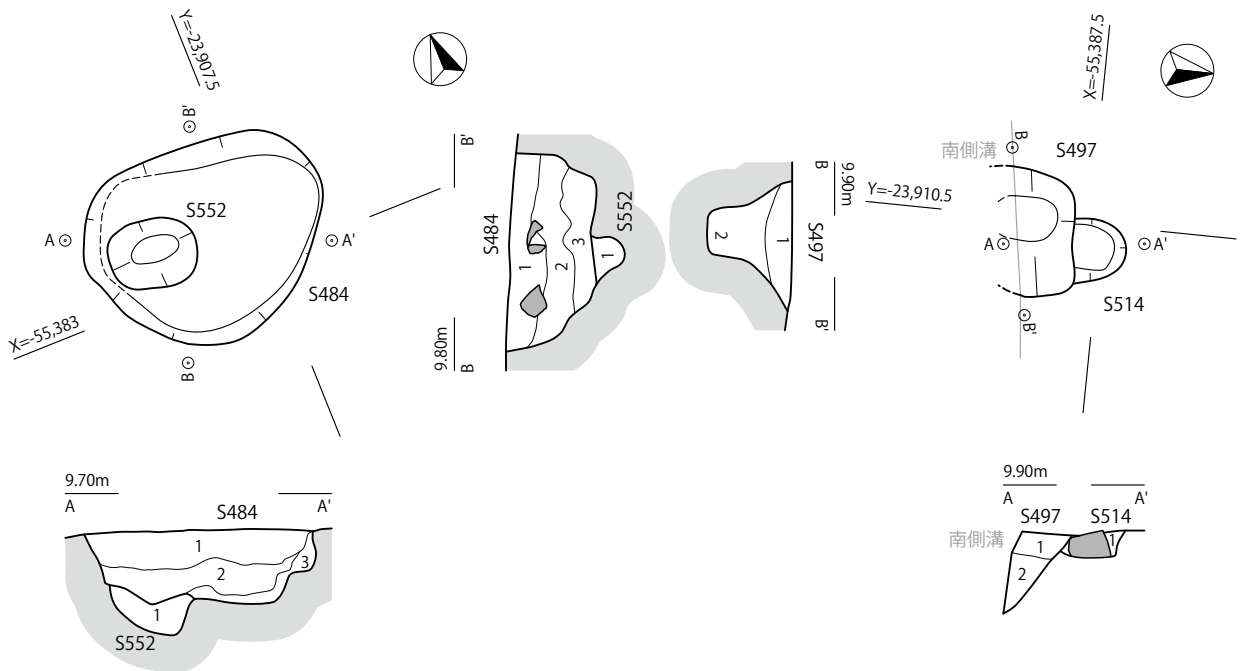 Y=-23,907.5
B'
S552
A
A'
S484
X=-55,383
B
B'
S484
S552
1
2
3
1
9.80m
B
B
9.90m
S497
2
1
B'
X=-55,387.5
B
南側溝
S497
Y=-23,910.5
A
A'
S514
B'
9.70m
A
A'
S484
1
2
3
1
S552
9.90m
A
A'
S497
S514
南側溝
1
1
2